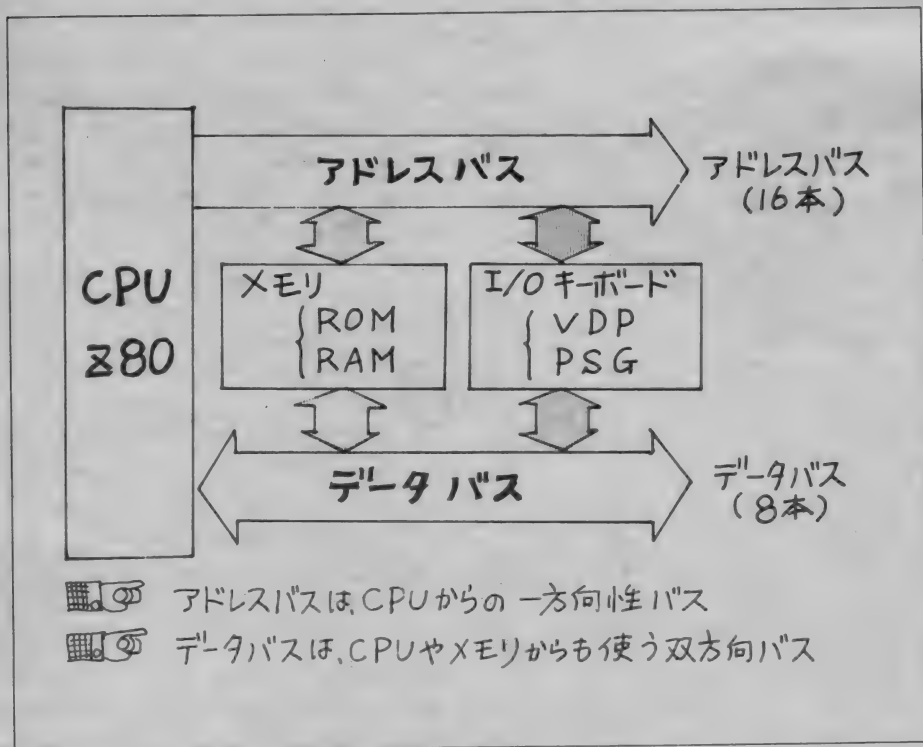 アドレスバス
アドレスバス
(16本)
CPU
Z80
メモリ
ROM
RAM
I/O キーボード
VDP
PSG
データバス
データバス
(8本)
アドレスバスは、CPUからの一方向性バス
データバスは、CPUやメモリからも使う双方向バス